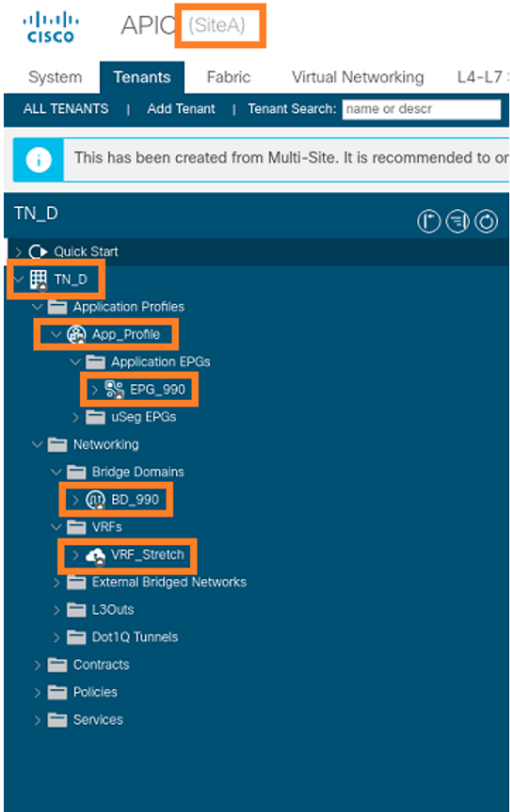 CISCO APIC (SiteA)
System Tenants Fabric Virtual Networking L4-L7
ALL TENANTS | Add Tenant | Tenant Search: name or descr
i This has been created from Multi-Site. It is recommended to
TN_D
Quick Start
TN_D
Application Profiles
App_Profile
Application EPGs
EPG_990
uSeg EPGs
Networking
Bridge Domains
BD_990
VRFs
VRF_Stretch
External Bridged Networks
L3Outs
Dot1Q Tunnels
Contracts
Policies
Services